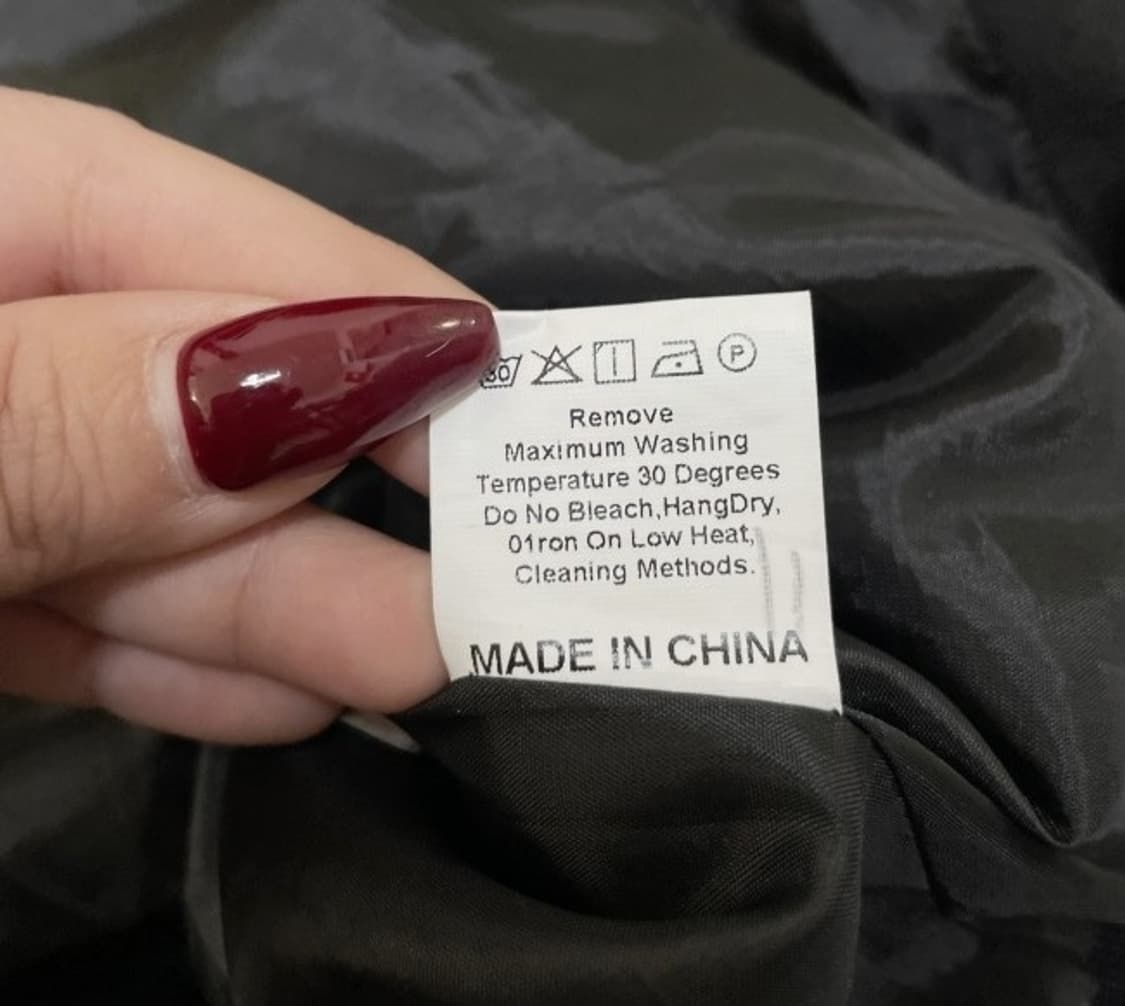 30
P
Remove
Maximum Washing
Temperature 30 Degrees
Do No Bleach,HangDry,
01ron On Low Heat,
Cleaning Methods.
MADE IN CHINA